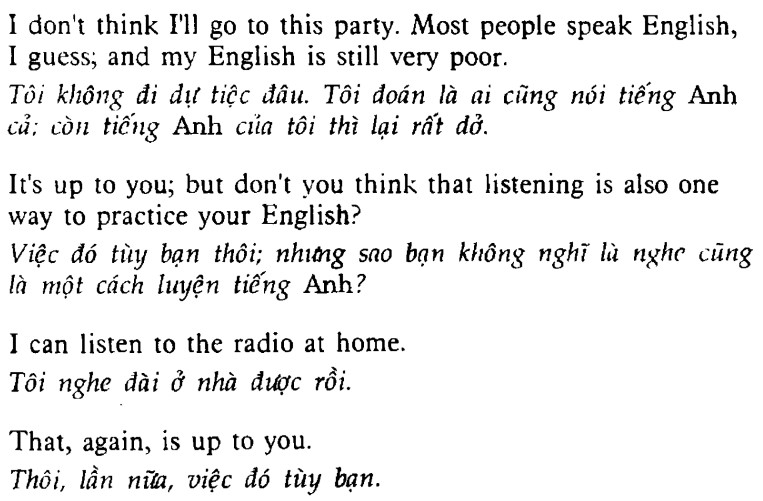 I don't think I'll go to this party. Most people speak English,
I guess; and my English is still very poor.
Tôi không đi dự tiệc đâu. Tôi đoán là ai cũng nói tiếng Anh
cả; còn tiếng Anh của tôi thì lại rất dở.
It's up to you; but don't you think that listening is also one
way to practice your English?
Việc đó tùy bạn thôi; nhưng sao bạn không nghĩ là nghe cũng
là một cách luyện tiếng Anh?
I can listen to the radio at home.
Tôi nghe đài ở nhà được rồi.
That, again, is up to you.
Thôi, lần nữa, việc đó tùy bạn.